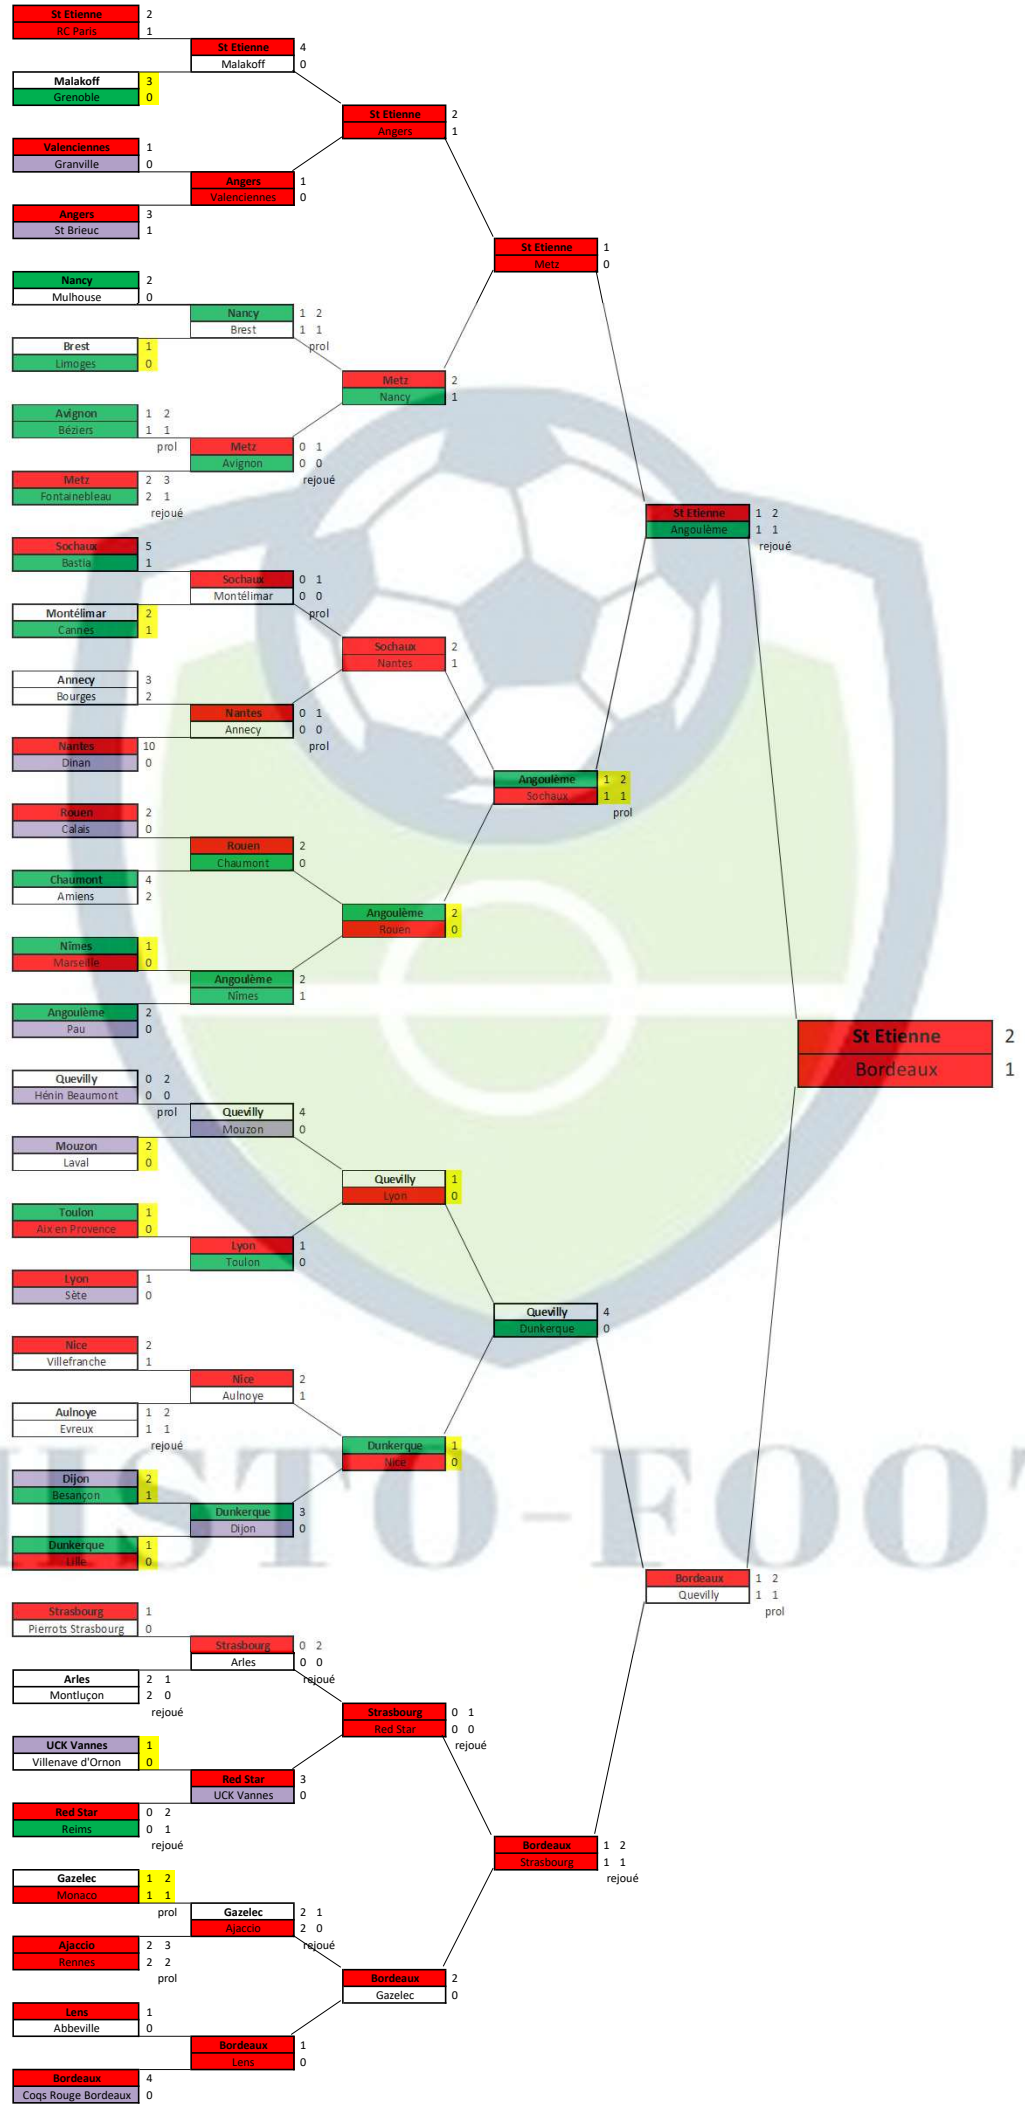 St Etienne 2
RC Paris 1
St Etienne 4
Malakoff 0
Malakoff 3
Grenoble 0
St Etienne 2
Angers 1
Valenciennes 1
Granville 0
Angers 1
Valenciennes 0
Angers 3
St Brieuc 1
St Etienne 1
Metz 0
Nancy 2
Mulhouse 0
Nancy 1 2
Brest 1 1
prol
Brest 1
Limoges 0
Metz 2
Nancy 1
Avignon 1 2
Béziers 1 1
prol
Metz 0 1
Avignon 0 0
rejoué
Metz 2 3
Fontainebleau 2 1
rejoué
St Etienne 1 2
Angoulème 1 1
rejoué
Sochaux 5
Bastia 1
Sochaux 0 1
Montélimar 0 0
prol
Montélimar 2
Cannes 1
Sochaux 2
Nantes 1
Annecy 3
Bourges 2
Nantes 0 1
Annecy 0 0
prol
Nantes 10
Dinan 0
Angoulème 1 2
Sochaux 1 1
prol
Rouen 2
Calais 0
Rouen 2
Chaumont 0
Chaumont 4
Amiens 2
Angoulème 2
Rouen 0
Nîmes 1
Marseille 0
Angoulème 2
Nîmes 1
Angoulème 2
Pau 0
St Etienne 2
Bordeaux 1
Quevilly 0 2
Hénin Beaumont 0 0
prol
Quevilly 4
Mouzon 0
Mouzon 2
Laval 0
Quevilly 1
Lyon 0
Toulon 1
Aix en Provence 0
Lyon 1
Toulon 0
Lyon 1
Sète 0
Quevilly 4
Dunkerque 0
Nice 2
Villefranche 1
Nice 2
Aulnoye 1
Aulnoye 1 2
Evreux 1 1
rejoué
Dunkerque 1
Nice 0
HISTO-FOOT
Dijon 2
Besançon 1
Dunkerque 3
Dijon 0
Dunkerque 1
Lille 0
Bordeaux 1 2
Quevilly 1 1
prol
Strasbourg 1
Pierrots Strasbourg 0
Strasbourg 0 2
Arles 0 0
rejoué
Arles 2 1
Montluçon 2 0
rejoué
Strasbourg 0 1
Red Star 0 0
rejoué
UCK Vannes 1
Villenave d'Ornon 0
Red Star 3
UCK Vannes 0
Red Star 0 2
Reims 0 1
rejoué
Bordeaux 1 2
Strasbourg 1 1
rejoué
Gazelec 1 2
Monaco 1 1
prol
Gazelec 2 1
Ajaccio 2 0
rejoué
Ajaccio 2 3
Rennes 2 2
prol
Bordeaux 2
Gazelec 0
Lens 1
Abbeville 0
Bordeaux 1
Lens 0
Bordeaux 4
Coqs Rouge Bordeaux 0